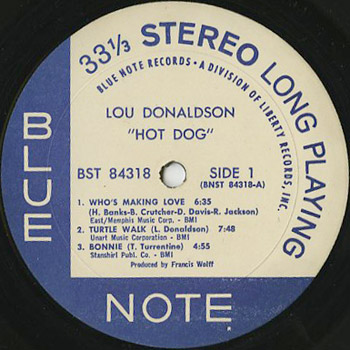 33⅓ STEREO LONG PLAYING
BLUE NOTE RECORDS • A DIVISION OF LIBERTY RECORDS, INC.
LOU DONALDSON
"HOT DOG"
BST 84318 SIDE 1
(BNST 84318-A)
1. WHO'S MAKING LOVE 6:35
(H. Banks-B. Crutcher-D. Davis-R. Jackson)
East/Memphis Music Corp. - BMI
2. TURTLE WALK (L. Donaldson) 7:48
Unart Music Corporation - BMI
3. BONNIE (T. Turrentine) 4:55
Stanshirl Pub. Co. - BMI
Produced by Francis Wolff
BLUE
NOTE